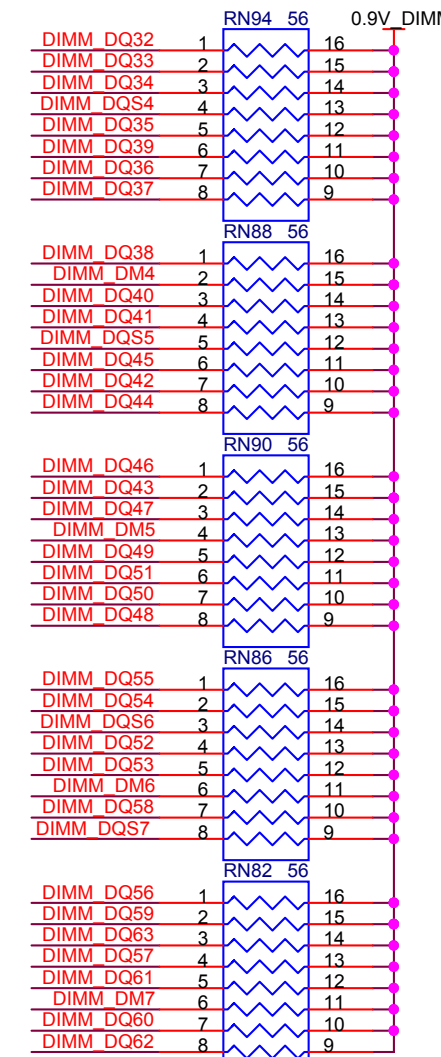 RN94 56 0.9V_DIMM
DIMM_DQ32 1 16
DIMM_DQ33 2 15
DIMM_DQ34 3 14
DIMM_DQS4 4 13
DIMM_DQ35 5 12
DIMM_DQ39 6 11
DIMM_DQ36 7 10
DIMM_DQ37 8 9
RN88 56
DIMM_DQ38 1 16
DIMM_DM4 2 15
DIMM_DQ40 3 14
DIMM_DQ41 4 13
DIMM_DQS5 5 12
DIMM_DQ45 6 11
DIMM_DQ42 7 10
DIMM_DQ44 8 9
RN90 56
DIMM_DQ46 1 16
DIMM_DQ43 2 15
DIMM_DQ47 3 14
DIMM_DM5 4 13
DIMM_DQ49 5 12
DIMM_DQ51 6 11
DIMM_DQ50 7 10
DIMM_DQ48 8 9
RN86 56
DIMM_DQ55 1 16
DIMM_DQ54 2 15
DIMM_DQS6 3 14
DIMM_DQ52 4 13
DIMM_DQ53 5 12
DIMM_DM6 6 11
DIMM_DQ58 7 10
DIMM_DQS7 8 9
RN82 56
DIMM_DQ56 1 16
DIMM_DQ59 2 15
DIMM_DQ63 3 14
DIMM_DQ57 4 13
DIMM_DQ61 5 12
DIMM_DM7 6 11
DIMM_DQ60 7 10
DIMM_DQ62 8 9